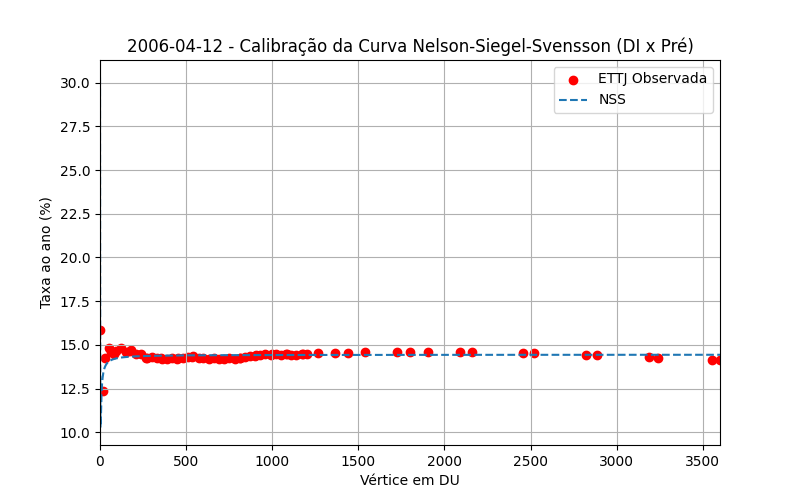 2006-04-12 - Calibração da Curva Nelson-Siegel-Svensson (DI x Pré)
ETTJ Observada
NSS
Taxa ao ano (%)
30.0
27.5
25.0
22.5
20.0
17.5
15.0
12.5
10.0
0 500 1000 1500 2000 2500 3000 3500
Vértice em DU